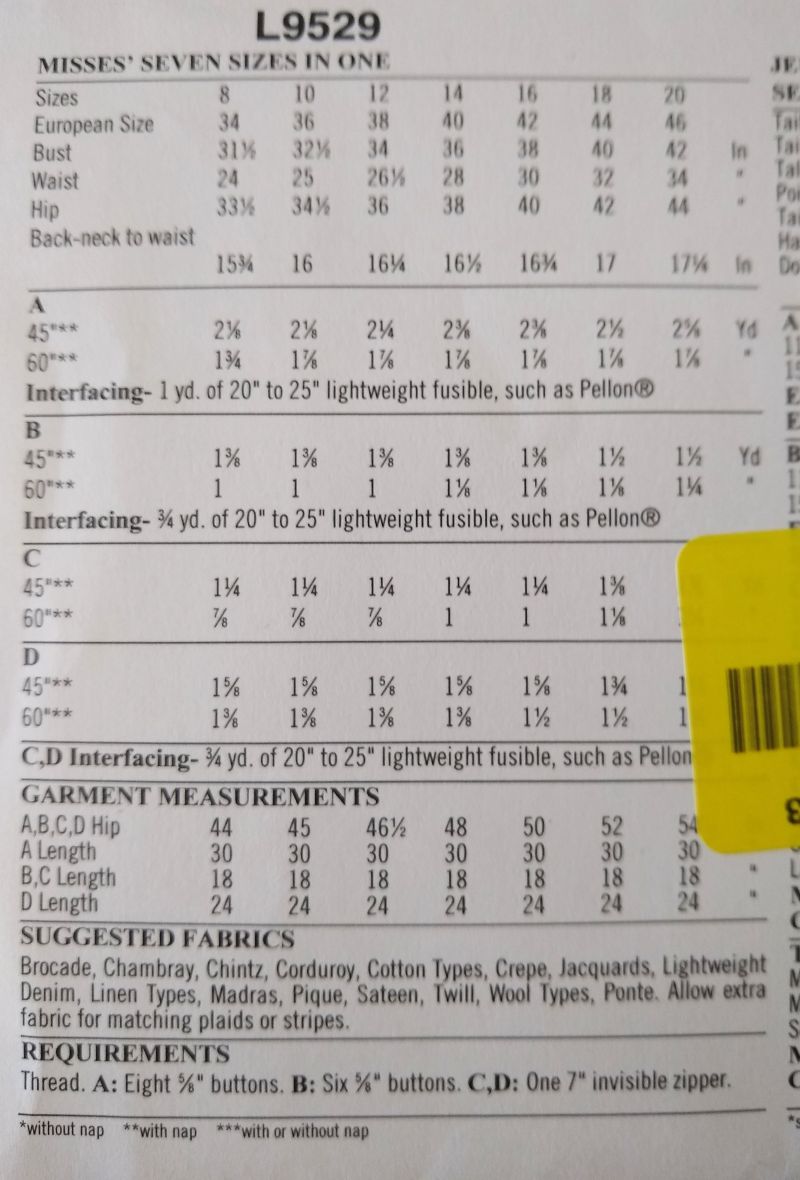 L9529
MISSES' SEVEN SIZES IN ONE
Sizes 8 10 12 14 16 18 20
European Size 34 36 38 40 42 44 46
Bust 31½ 32½ 34 36 38 40 42 In
Waist 24 25 26½ 28 30 32 34 "
Hip 33½ 34½ 36 38 40 42 44 "
Back-neck to waist
15¾ 16 16¼ 16½ 16¾ 17 17¼ In
A
45"*** 2⅛ 2⅛ 2¼ 2⅜ 2⅜ 2½ Yd
60"*** 1¾ 1⅞ 1⅞ 1⅞ 1⅞ 1⅞ 1⅞ "
Interfacing- 1 yd. of 20" to 25" lightweight fusible, such as Pellon®
B
45"*** 1⅜ 1⅜ 1⅜ 1⅜ 1⅜ 1½ 1½ Yd
60"*** 1 1 1 1⅛ 1⅛ 1⅛ 1¼ "
Interfacing- ¾ yd. of 20" to 25" lightweight fusible, such as Pellon®
C
45"*** 1¼ 1¼ 1¼ 1¼ 1¼ 1⅜
60"*** ⅞ ⅞ ⅞ 1 1 1⅛
D
45"*** 1⅝ 1⅝ 1⅝ 1⅝ 1⅝ 1¾ 1
60"*** 1⅜ 1⅜ 1⅜ 1⅜ 1½ 1½ 1
C,D Interfacing- ¾ yd. of 20" to 25" lightweight fusible, such as Pellon
GARMENT MEASUREMENTS
A,B,C,D Hip 44 45 46½ 48 50 52 54
A Length 30 30 30 30 30 30 30
B,C Length 18 18 18 18 18 18 18 "
D Length 24 24 24 24 24 24 24 "
SUGGESTED FABRICS
Brocade, Chambray, Chintz, Corduroy, Cotton Types, Crepe, Jacquards, Lightweight
Denim, Linen Types, Madras, Pique, Sateen, Twill, Wool Types, Ponte. Allow extra
fabric for matching plaids or stripes.
REQUIREMENTS
Thread. A: Eight ⅝" buttons. B: Six ⅝" buttons. C,D: One 7" invisible zipper.
*without nap **with nap ***with or without nap